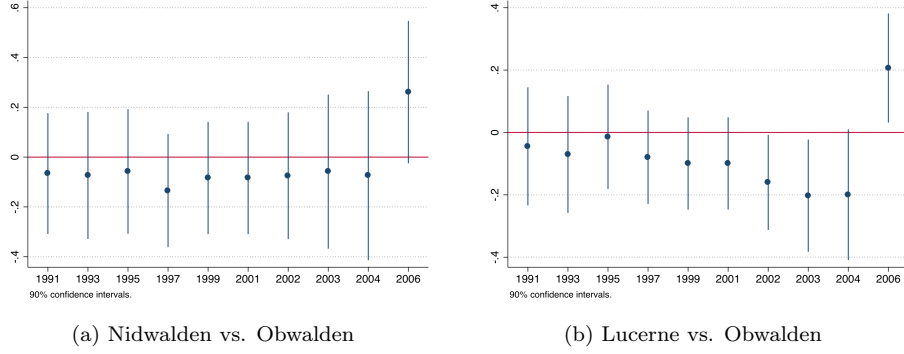 .6
.4
.2
0
-.2
-.4
1991 1993 1995 1997 1999 2001 2002 2003 2004 2006
90% confidence intervals.
(a) Nidwalden vs. Obwalden
.4
.2
0
-.2
-.4
1991 1993 1995 1997 1999 2001 2002 2003 2004 2006
90% confidence intervals.
(b) Lucerne vs. Obwalden